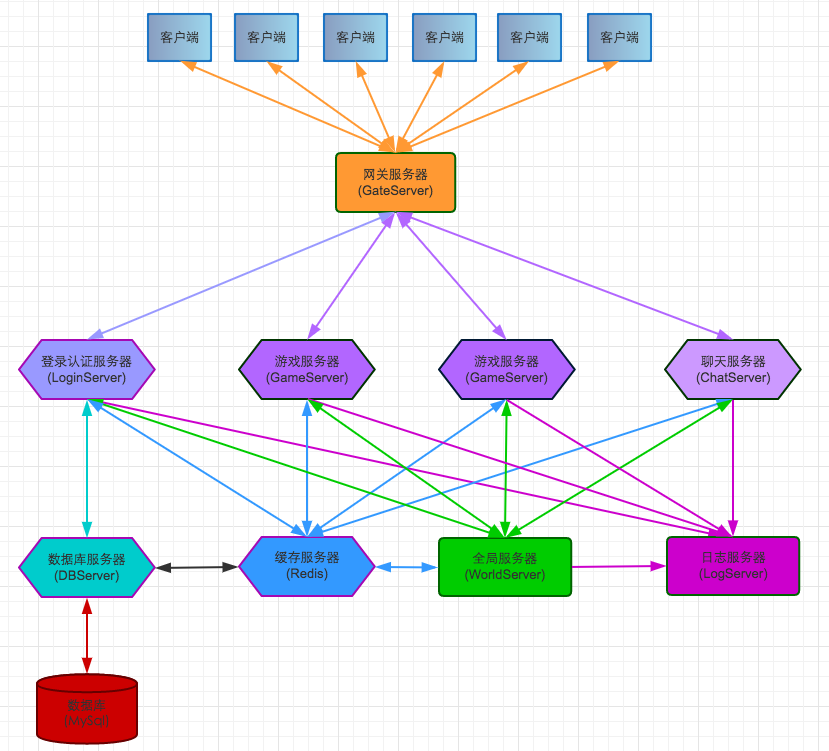 客户端
客户端
客户端
客户端
客户端
客户端
网关服务器
(GateServer)
登录认证服务器
(LoginServer)
游戏服务器
(GameServer)
游戏服务器
(GameServer)
聊天服务器
(ChatServer)
数据库服务器
(DBServer)
缓存服务器
(Redis)
全局服务器
(WorldServer)
日志服务器
(LogServer)
数据库
(MySql)